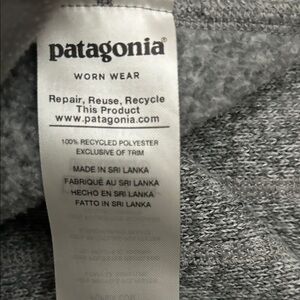 patagonia®
WORN WEAR
Repair, Reuse, Recycle
This Product
www.patagonia.com
100% RECYCLED POLYESTER
EXCLUSIVE OF TRIM
MADE IN SRI LANKA
FABRIQUÉ AU SRI LANKA
HECHO EN SRI LANKA
FATTO IN SRI LANKA